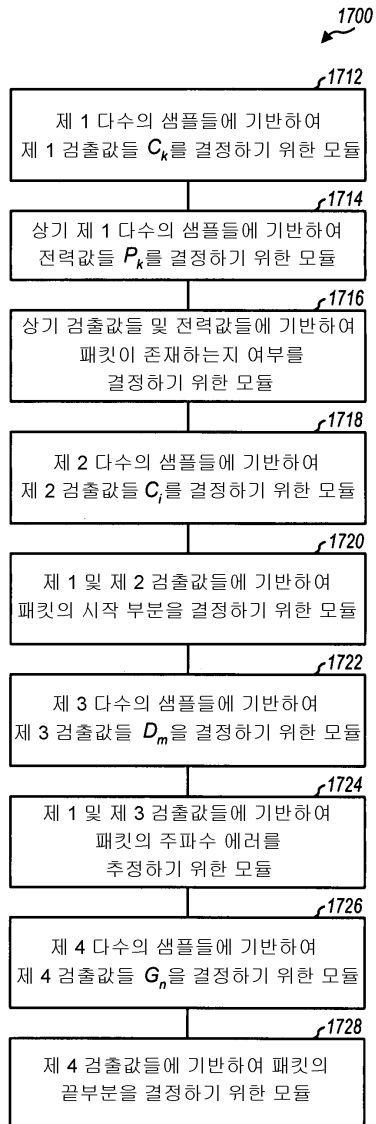 1700
1712
제 1 다수의 샘플들에 기반하여
제 1 검출값들 Ck를 결정하기 위한 모듈
1714
상기 제 1 다수의 샘플들에 기반하여
전력값들 Pk를 결정하기 위한 모듈
1716
상기 검출값들 및 전력값들에 기반하여
패킷이 존재하는지 여부를
결정하기 위한 모듈
1718
제 2 다수의 샘플들에 기반하여
제 2 검출값들 Ci를 결정하기 위한 모듈
1720
제 1 및 제 2 검출값들에 기반하여
패킷의 시작 부분을 결정하기 위한 모듈
1722
제 3 다수의 샘플들에 기반하여
제 3 검출값들 Dm을 결정하기 위한 모듈
1724
제 1 및 제 3 검출값들에 기반하여
패킷의 주파수 에러를
추정하기 위한 모듈
1726
제 4 다수의 샘플들에 기반하여
제 4 검출값들 Gn을 결정하기 위한 모듈
1728
제 4 검출값들에 기반하여 패킷의
끝부분을 결정하기 위한 모듈